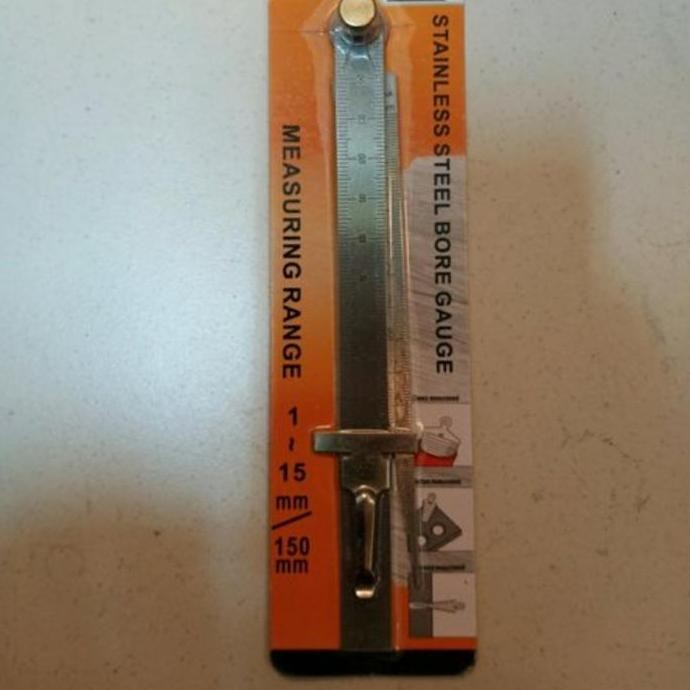 STAINLESS STEEL BORE GAUGE
MEASURING RANGE
1
~
15
mm
/
150
mm